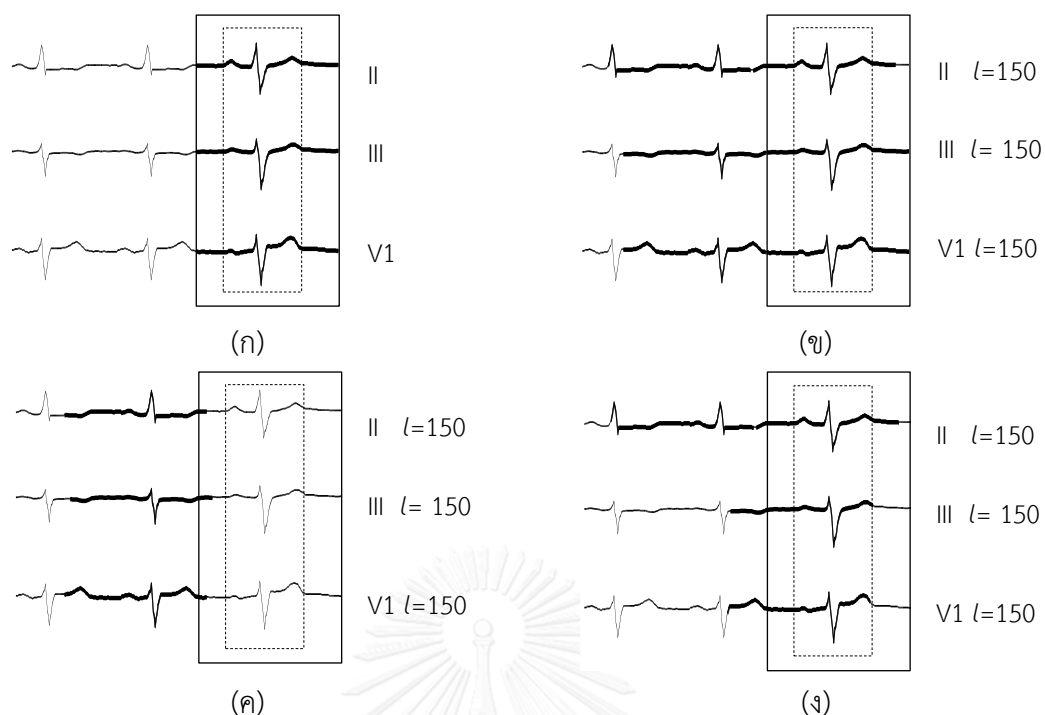 II
III
V1
(ก)
II l=150
III l= 150
V1 l=150
(ข)
II l=150
III l= 150
V1 l=150
(ค)
II l=150
III l= 150
V1 l=150
(ง)